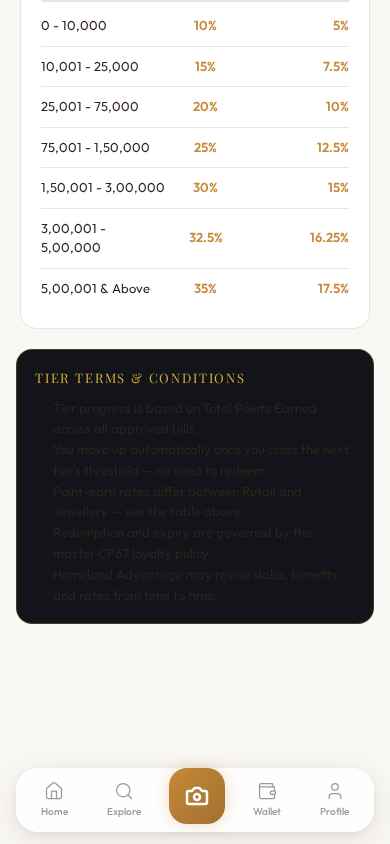 0 - 10,000 10% 5%
10,001 - 25,000 15% 7.5%
25,001 - 75,000 20% 10%
75,001 - 1,50,000 25% 12.5%
1,50,001 - 3,00,000 30% 15%
3,00,001 -
5,00,000 32.5% 16.25%
5,00,001 & Above 35% 17.5%
TIER TERMS & CONDITIONS
Tier progress is based on Total Points Earned
across all approved bills.
You move up automatically once you cross the next
tier's threshold — no need to redeem.
Point-earn rates differ between Retail and
Jewellery — see the table above.
Redemption and expiry are governed by the
master CP67 loyalty policy.
Homeland Advantage may revise slabs, benefits
and rates from time to time.
Home Explore Wallet Profile